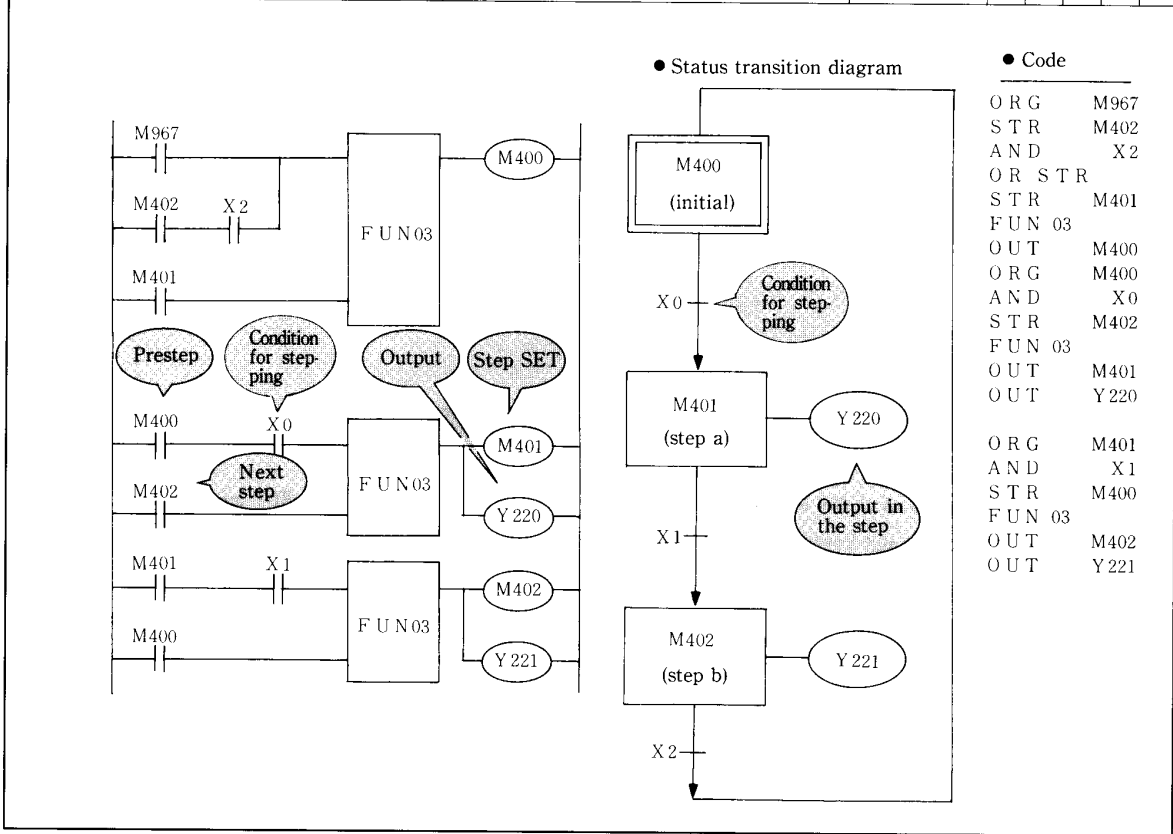 M967
M400
M402 X2
FUN03
M401
Prestep
Condition
for step-
ping
Output
Step SET
M400 X0
M401
Next
step
M402
FUN03
Y220
M401 X1
M402
FUN03
M400
Y221
● Status transition diagram
M400
(initial)
X0
Condition
for step-
ping
M401
(step a)
Y220
Output in
the step
X1
M402
(step b)
Y221
X2
● Code
ORG M967
STR M402
AND X2
OR STR
STR M401
FUN 03
OUT M400
ORG M400
AND X0
STR M402
FUN 03
OUT M401
OUT Y220
ORG M401
AND X1
STR M400
FUN 03
OUT M402
OUT Y221